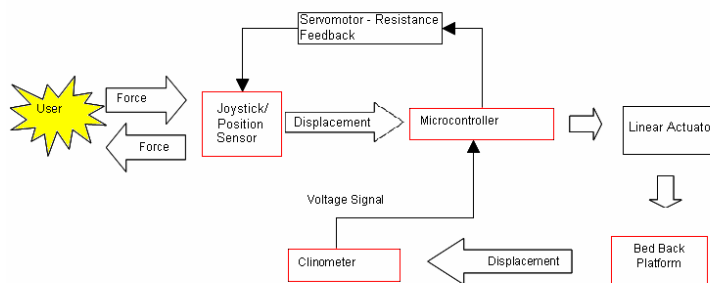 Servomotor - Resistance
Feedback
User
Force
Force
Joystick/
Position
Sensor
Displacement
Microcontroller
Linear Actuato
Voltage Signal
Clinometer
Displacement
Bed Back
Platform